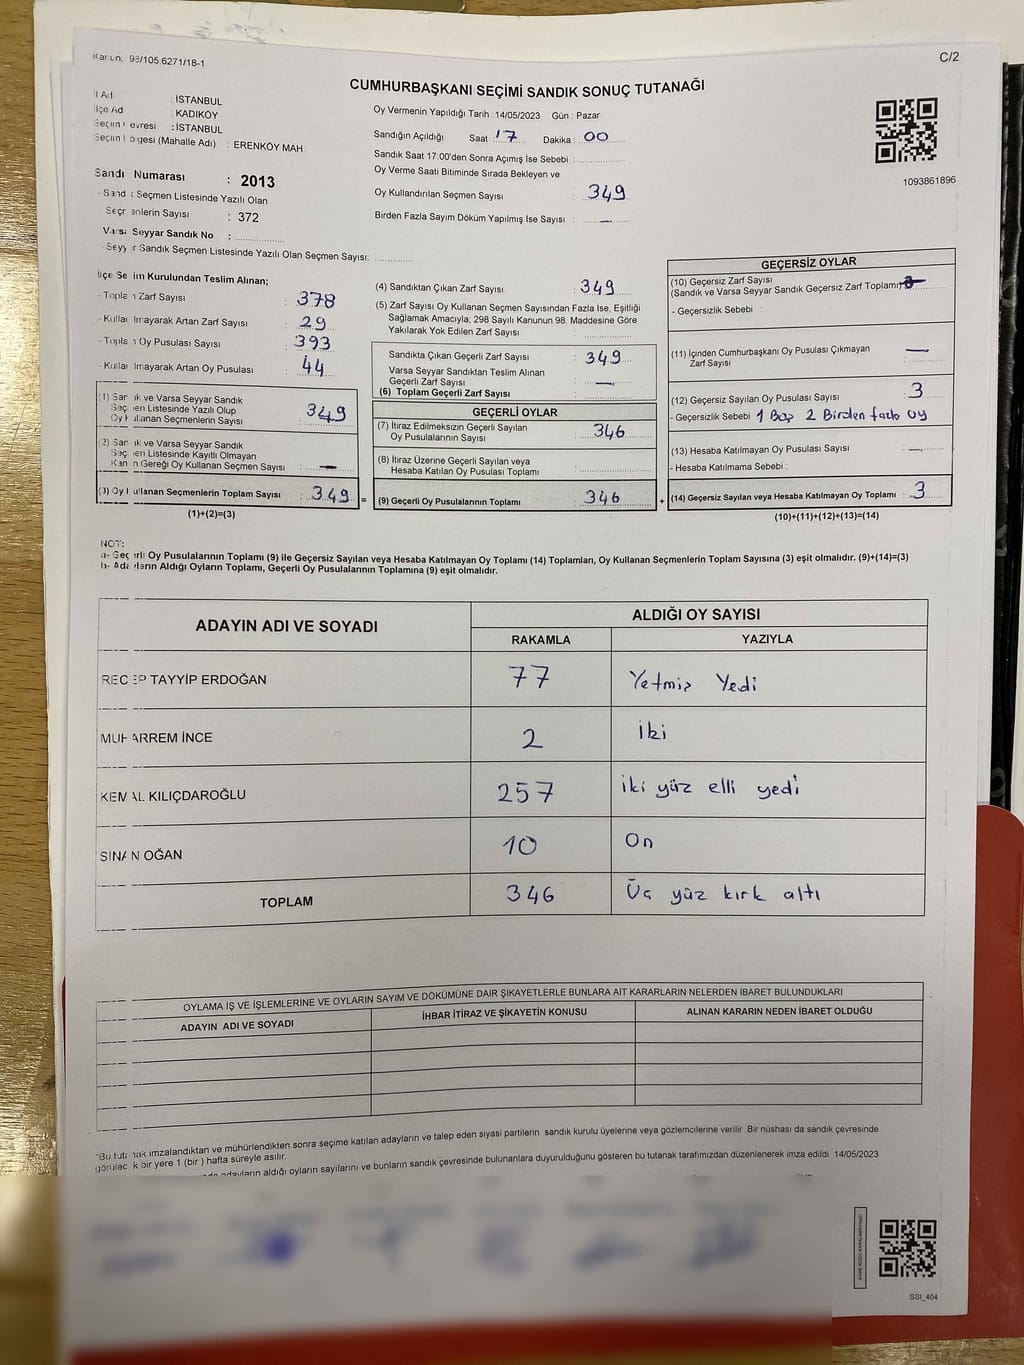 Kanun: 98/105,6271/18-1
C/2
CUMHURBAŞKANI SEÇİMİ SANDIK SONUÇ TUTANAĞI
İl Adı : İSTANBUL
İlçe Adı : KADIKÖY
Seçim Çevresi : İSTANBUL
Seçim Bölgesi (Mahalle Adı) : ERENKÖY MAH.
Sandık Numarası : 2013
- Sandık Seçmen Listesinde Yazılı Olan
Seçmenlerin Sayısı : 372
Varsa Seyyar Sandık No :
- Seyyar Sandık Seçmen Listesinde Yazılı Olan Seçmen Sayısı:
Oy Vermenin Yapıldığı Tarih :14/05/2023 Gün : Pazar
Sandığın Açıldığı Saat 17 Dakika : 00
Sandık Saat 17:00'den Sonra Açımış İse Sebebi :
Oy Verme Saati Bitiminde Sırada Bekleyen ve
Oy Kullandırılan Seçmen Sayısı : 349
Birden Fazla Sayım Döküm Yapılmış İse Sayısı : —
1093861896
İlçe Seçim Kurulundan Teslim Alınan;
- Toplam Zarf Sayısı : 378
- Kullanılmayarak Artan Zarf Sayısı : 29
- Toplam Oy Pusulası Sayısı : 393
- Kullanılmayarak Artan Oy Pusulası : 44
(1) Sandık ve Varsa Seyyar Sandık
Seçmen Listesinde Yazılı Olup
Oy Kullanan Seçmenlerin Sayısı : 349
(2) Sandık ve Varsa Seyyar Sandık
Seçmen Listesinde Kayıtlı Olmayan
Kanun Gereği Oy Kullanan Seçmen Sayısı : —
(3) Oy Kullanan Seçmenlerin Toplam Sayısı : 349 =
(1)+(2)=(3)
(4) Sandıktan Çıkan Zarf Sayısı : 349
(5) Zarf Sayısı Oy Kullanan Seçmen Sayısından Fazla İse, Eşitliği
Sağlamak Amacıyla; 298 Sayılı Kanunun 98. Maddesine Göre
Yakılarak Yok Edilen Zarf Sayısı :
Sandıkta Çıkan Geçerli Zarf Sayısı : 349
Varsa Seyyar Sandıktan Teslim Alınan
Geçerli Zarf Sayısı : —
(6) Toplam Geçerli Zarf Sayısı :
GEÇERLİ OYLAR
(7) İtiraz Edilmeksizin Geçerli Sayılan
Oy Pusulalarının Sayısı : 346
(8) İtiraz Üzerine Geçerli Sayılan veya
Hesaba Katılan Oy Pusulası Toplamı :
(9) Geçerli Oy Pusulalarının Toplamı : 346 +
GEÇERSİZ OYLAR
(10) Geçersiz Zarf Sayısı
(Sandık ve Varsa Seyyar Sandık Geçersiz Zarf Toplamı)
- Geçersizlik Sebebi :
(11) İçinden Cumhurbaşkanı Oy Pusulası Çıkmayan
Zarf Sayısı : —
(12) Geçersiz Sayılan Oy Pusulası Sayısı : 3
- Geçersizlik Sebebi : 1 Boş 2 Birden fazla oy
(13) Hesaba Katılmayan Oy Pusulası Sayısı : —
- Hesaba Katılmama Sebebi :
(14) Geçersiz Sayılan veya Hesaba Katılmayan Oy Toplamı : 3
(10)+(11)+(12)+(13)=(14)
NOT:
a- Geçerli Oy Pusulalarının Toplamı (9) ile Geçersiz Sayılan veya Hesaba Katılmayan Oy Toplamı (14) Toplamları, Oy Kullanan Seçmenlerin Toplam Sayısına (3) eşit olmalıdır. (9)+(14)=(3)
b- Adayların Aldığı Oyların Toplamı, Geçerli Oy Pusulalarının Toplamına (9) eşit olmalıdır.
ADAYIN ADI VE SOYADI
ALDIĞI OY SAYISI
RAKAMLA YAZIYLA
RECEP TAYYİP ERDOĞAN 77 Yetmiş Yedi
MUHARREM İNCE 2 İki
KEMAL KILIÇDAROĞLU 257 iki yüz elli yedi
SİNAN OĞAN 10 On
TOPLAM 346 Üç yüz kırk altı
OYLAMA İŞ VE İŞLEMLERİNE VE OYLARIN SAYIM VE DÖKÜMÜNE DAİR ŞİKAYETLERLE BUNLARA AİT KARARLARIN NELERDEN İBARET BULUNDUKLARI
ADAYIN ADI VE SOYADI İHBAR İTİRAZ VE ŞİKAYETİN KONUSU ALINAN KARARIN NEDEN İBARET OLDUĞU
"Bu tutanak imzalandıktan ve mühürlendikten sonra seçime katılan adayların ve talep eden siyasi partilerin sandık kurulu üyelerine veya gözlemcilerine verilir .Bir nüshası da sandık çevresinde
görülecek bir yere 1 (bir ) hafta süreyle asılır.
adayların aldığı oyların sayılarını ve bunların sandık çevresinde bulunanlara duyurulduğunu gösteren bu tutanak tarafımızdan düzenlenerek imza edildi. 14/05/2023
SSI_404